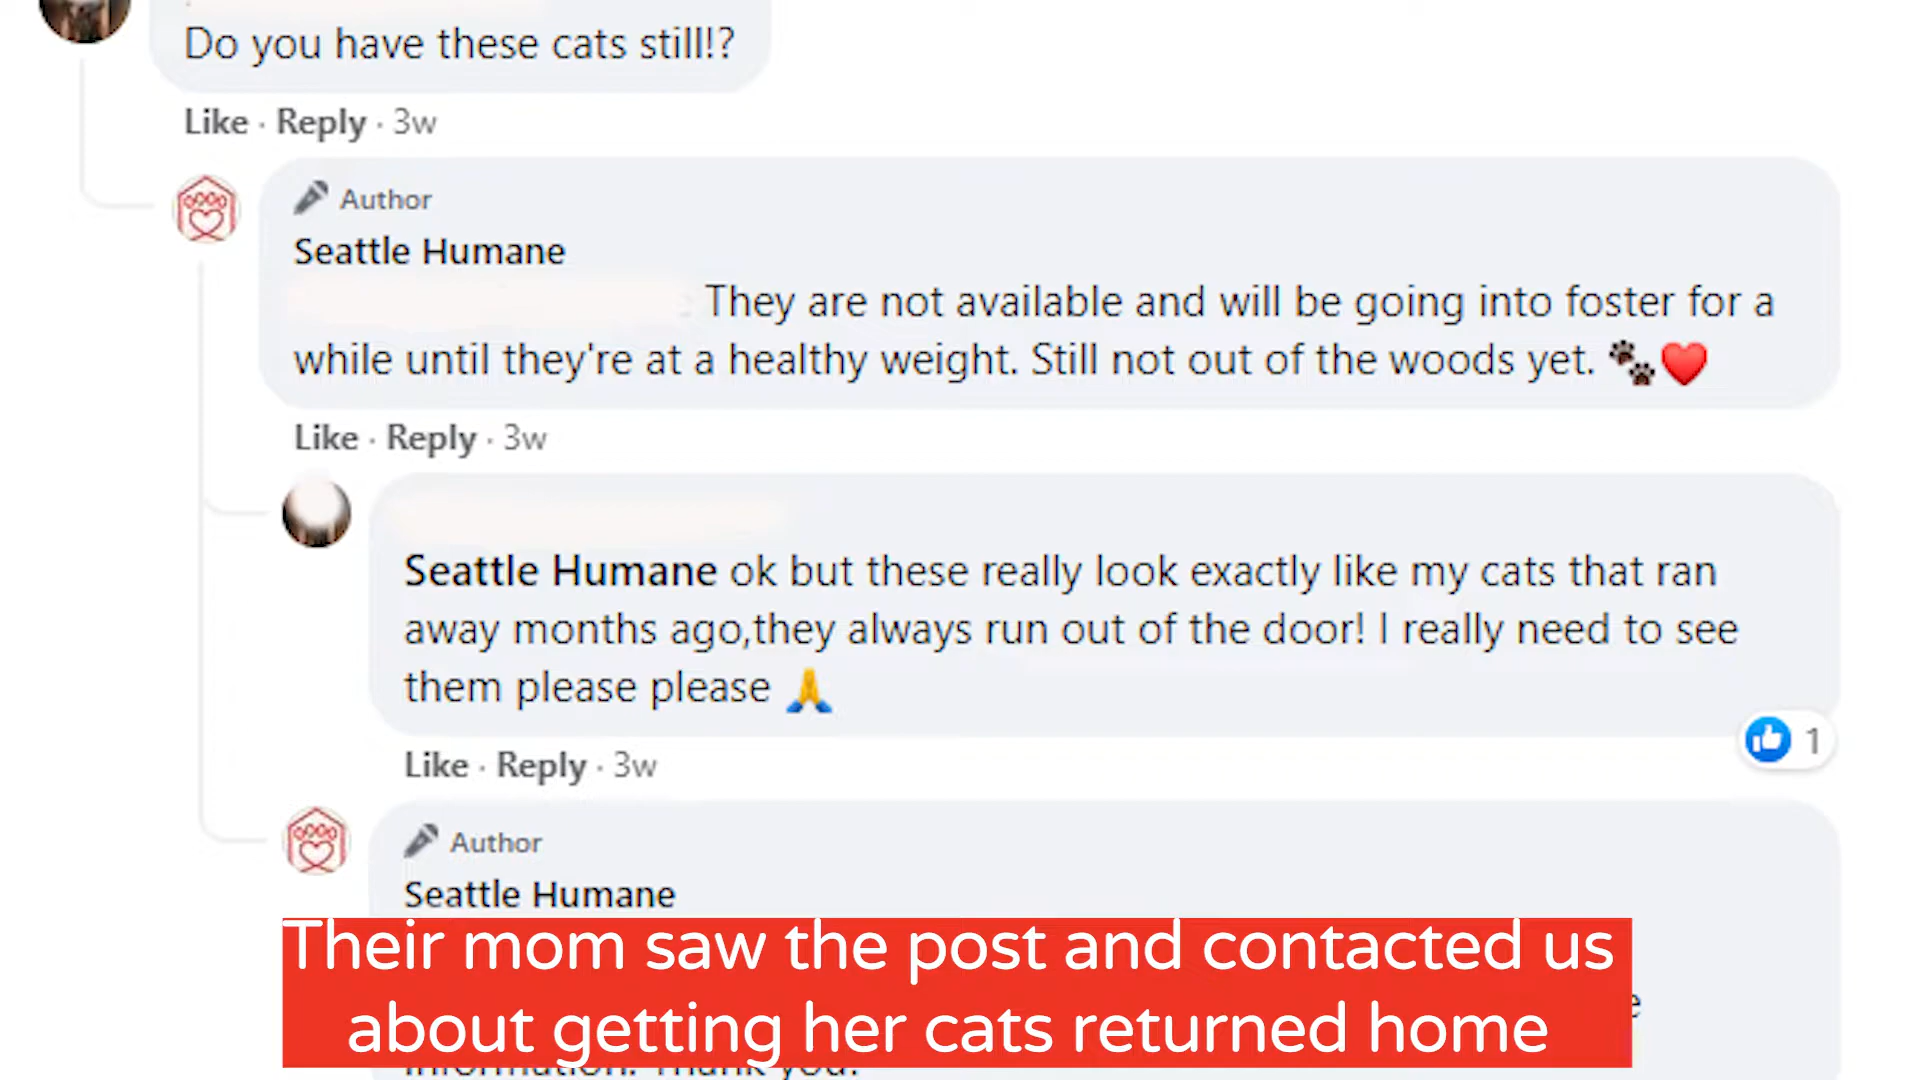 Do you have these cats still!?
Like · Reply · 3w
Author
Seattle Humane
They are not available and will be going into foster for a
while until they're at a healthy weight. Still not out of the woods yet. 🐾❤️
Like · Reply · 3w
Seattle Humane ok but these really look exactly like my cats that ran
away months ago,they always run out of the door! I really need to see
them please please 🙏
1
Like · Reply · 3w
Author
Seattle Humane
Their mom saw the post and contacted us
about getting her cats returned home
information. Thank you!